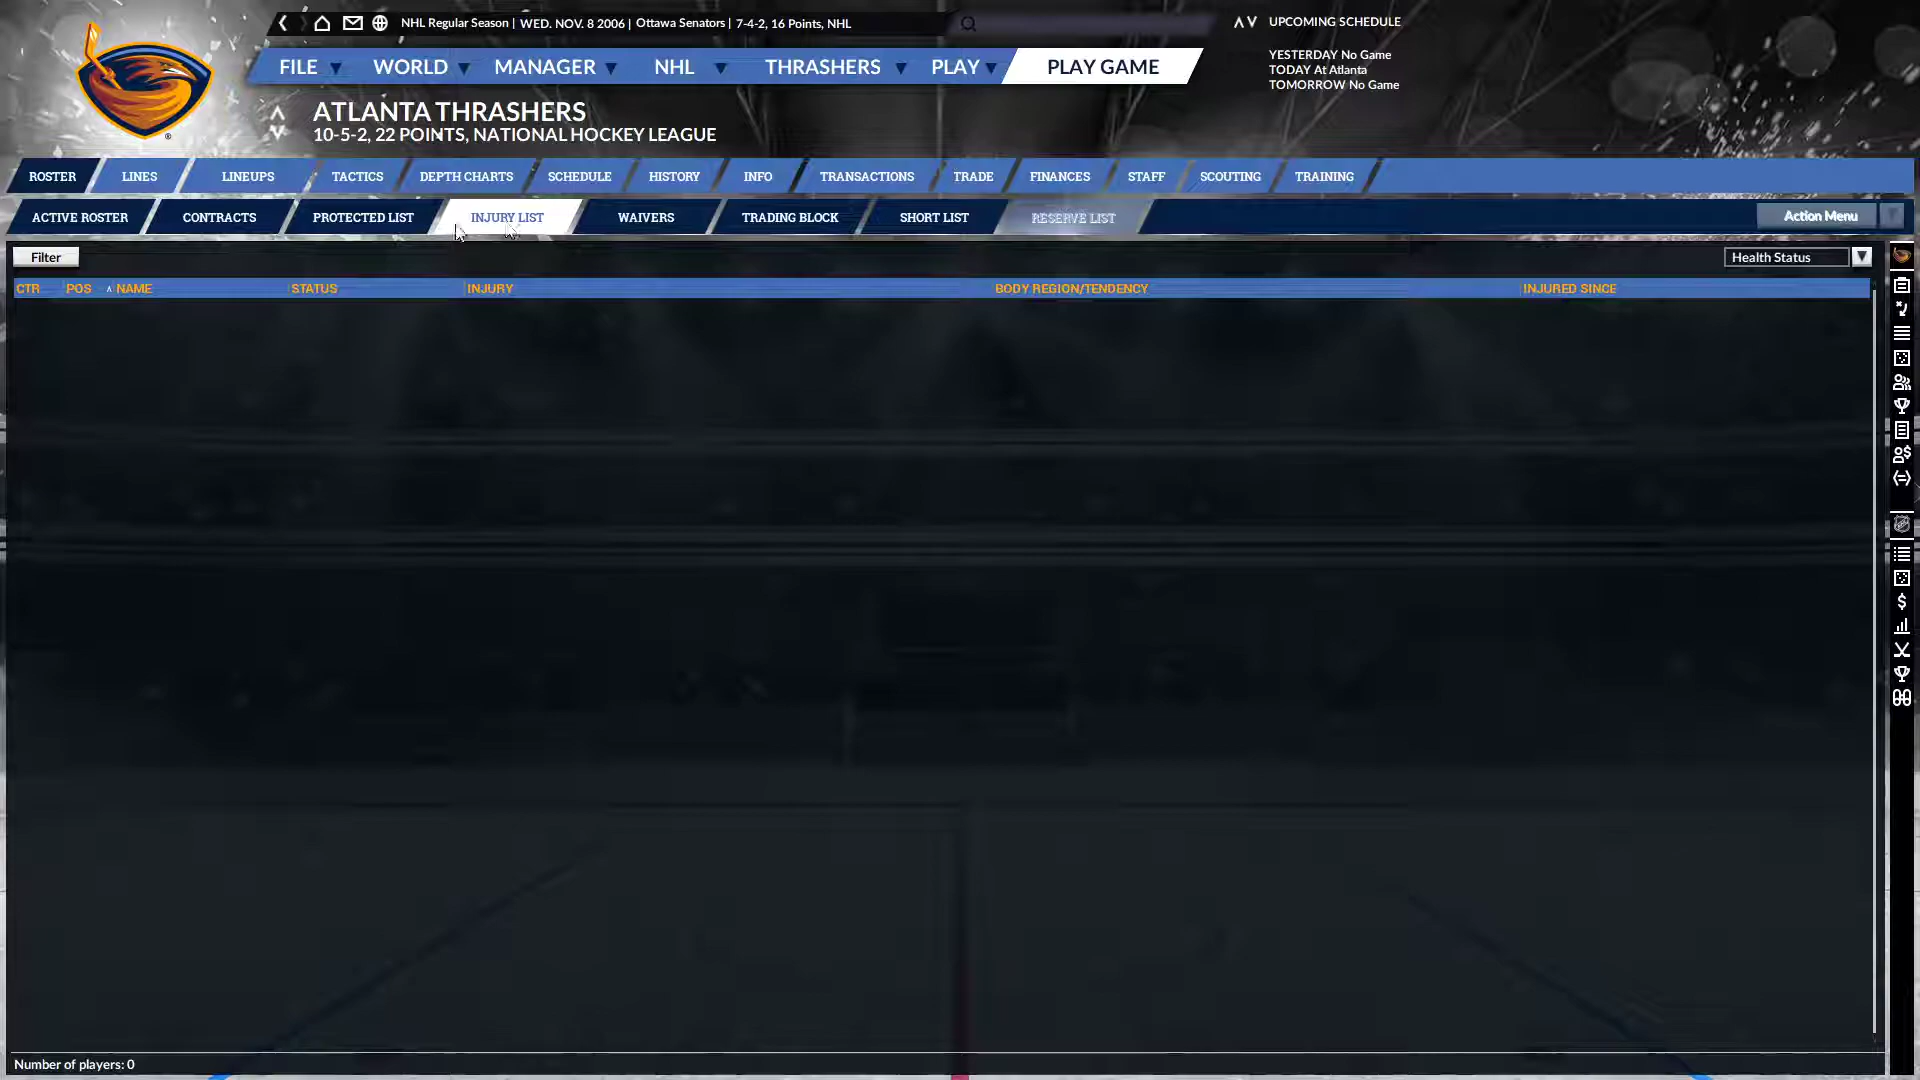 NHL Regular Season | WED. NOV. 8 2006 | Ottawa Senators | 7-4-2, 16 Points, NHL
UPCOMING SCHEDULE
YESTERDAY No Game
TODAY At Atlanta
TOMORROW No Game
FILE WORLD MANAGER NHL THRASHERS PLAY PLAY GAME
ATLANTA THRASHERS
10-5-2, 22 POINTS, NATIONAL HOCKEY LEAGUE
ROSTER LINES LINEUPS TACTICS DEPTH CHARTS SCHEDULE HISTORY INFO TRANSACTIONS TRADE FINANCES STAFF SCOUTING TRAINING
ACTIVE ROSTER CONTRACTS PROTECTED LIST INJURY LIST WAIVERS TRADING BLOCK SHORT LIST RESERVE LIST Action Menu
Filter Health Status
CTR POS NAME STATUS INJURY BODY REGION/TENDENCY INJURED SINCE
Number of players: 0